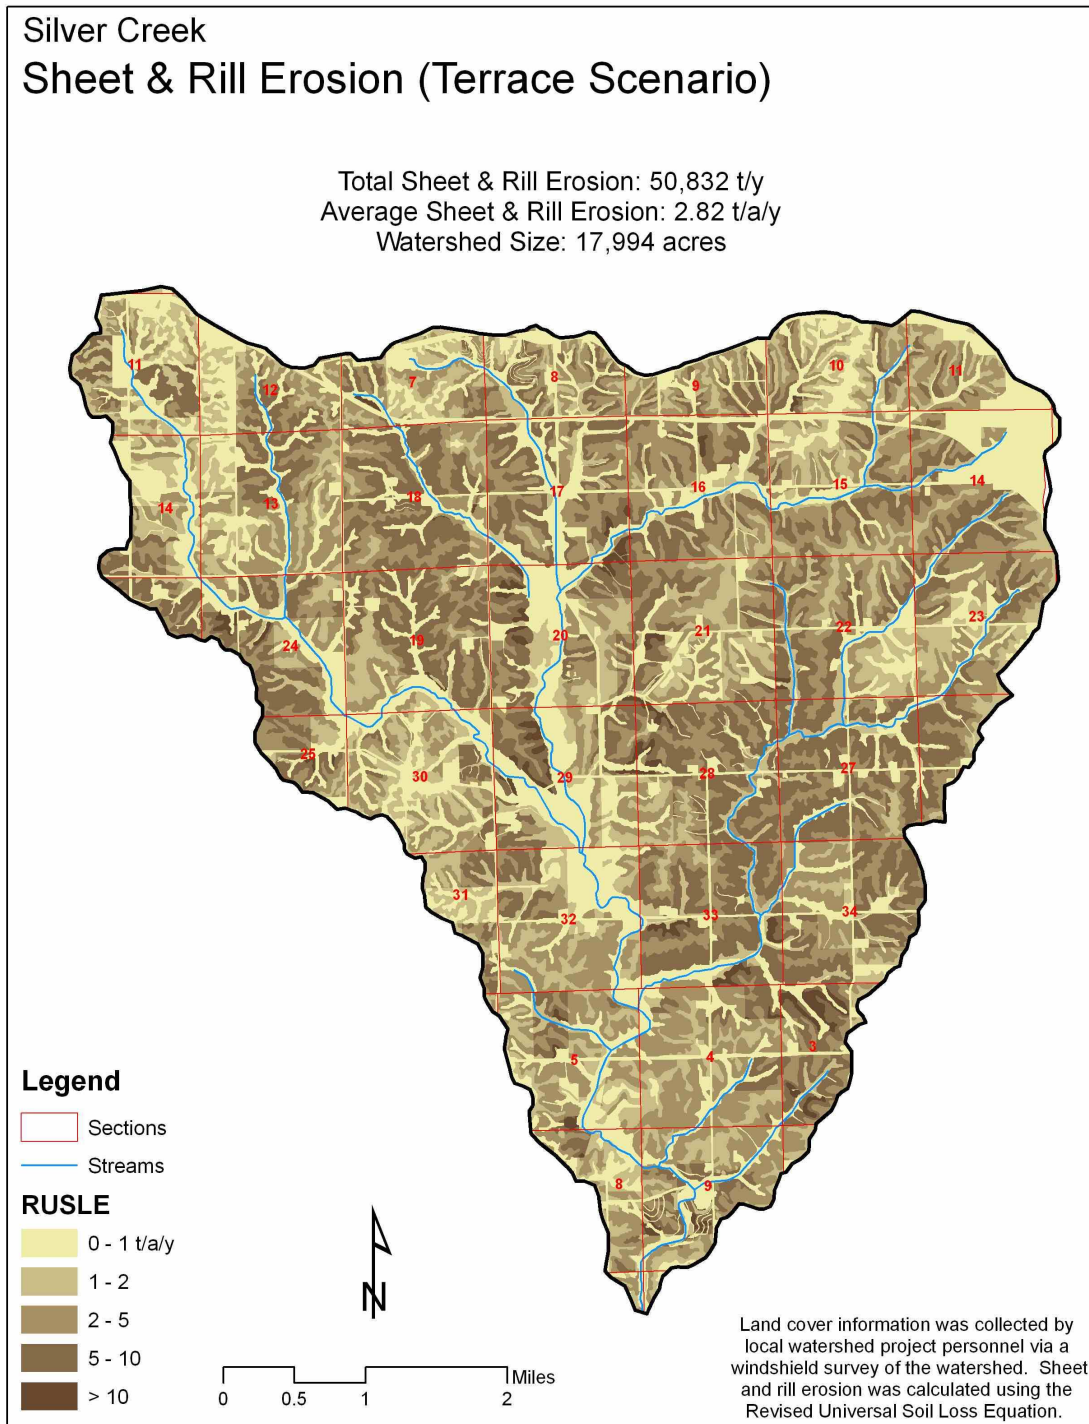 Silver Creek
Sheet & Rill Erosion (Terrace Scenario)
Total Sheet & Rill Erosion: 50,832 t/y
Average Sheet & Rill Erosion: 2.82 t/a/y
Watershed Size: 17,994 acres
11
12
7
8
9
10
11
14
13
18
17
16
15
14
24
19
20
21
22
23
25
30
29
28
27
31
32
33
34
5
4
3
8
9
Legend
Sections
Streams
RUSLE
0 - 1 t/a/y
1 - 2
2 - 5
5 - 10
> 10
N
Miles
0 0.5 1 2
Land cover information was collected by
local watershed project personnel via a
windshield survey of the watershed. Sheet
and rill erosion was calculated using the
Revised Universal Soil Loss Equation.